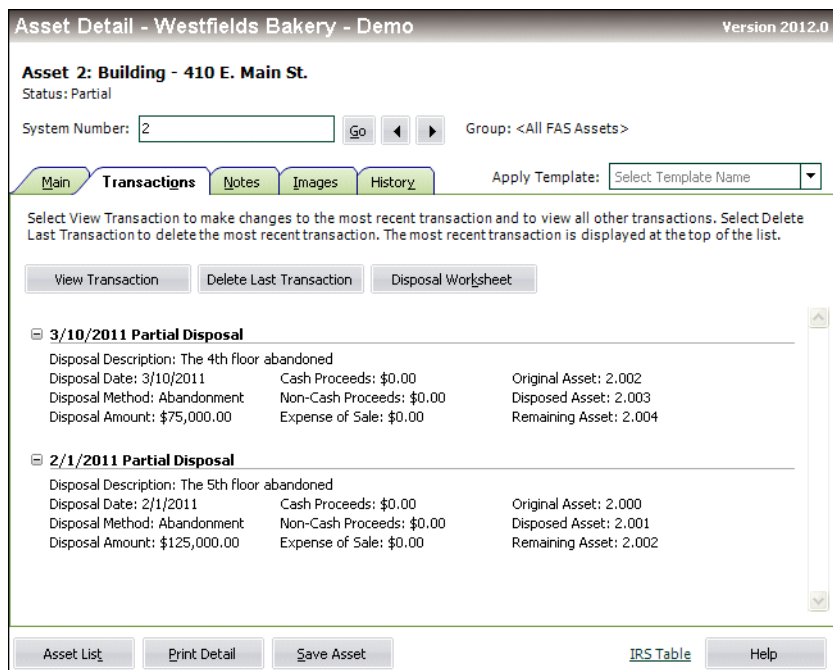 Asset Detail - Westfields Bakery - Demo Version 2012.0
Asset 2: Building - 410 E. Main St.
Status: Partial
System Number: 2 Go Group: <All FAS Assets>
Main Transactions Notes Images History Apply Template: Select Template Name
Select View Transaction to make changes to the most recent transaction and to view all other transactions. Select Delete
Last Transaction to delete the most recent transaction. The most recent transaction is displayed at the top of the list.
View Transaction Delete Last Transaction Disposal Worksheet
3/10/2011 Partial Disposal
Disposal Description: The 4th floor abandoned
Disposal Date: 3/10/2011 Cash Proceeds: $0.00 Original Asset: 2.002
Disposal Method: Abandonment Non-Cash Proceeds: $0.00 Disposed Asset: 2.003
Disposal Amount: $75,000.00 Expense of Sale: $0.00 Remaining Asset: 2.004
2/1/2011 Partial Disposal
Disposal Description: The 5th floor abandoned
Disposal Date: 2/1/2011 Cash Proceeds: $0.00 Original Asset: 2.000
Disposal Method: Abandonment Non-Cash Proceeds: $0.00 Disposed Asset: 2.001
Disposal Amount: $125,000.00 Expense of Sale: $0.00 Remaining Asset: 2.002
Asset List Print Detail Save Asset IRS Table Help